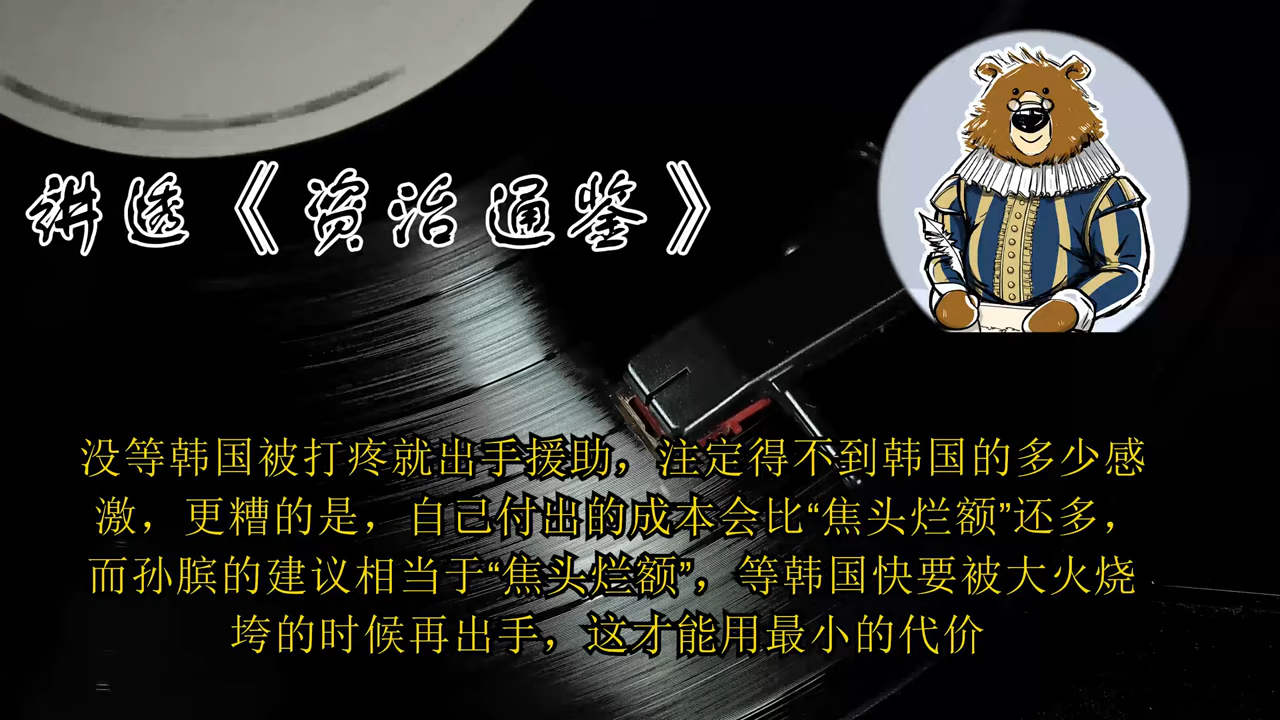 讲透《资治通鉴》
没等韩国被打疼就出手援助，注定得不到韩国的多少感
激，更糟的是，自己付出的成本会比“焦头烂额”还多，
而孙膑的建议相当于“焦头烂额”，等韩国快要被大火烧
垮的时候再出手，这才能用最小的代价